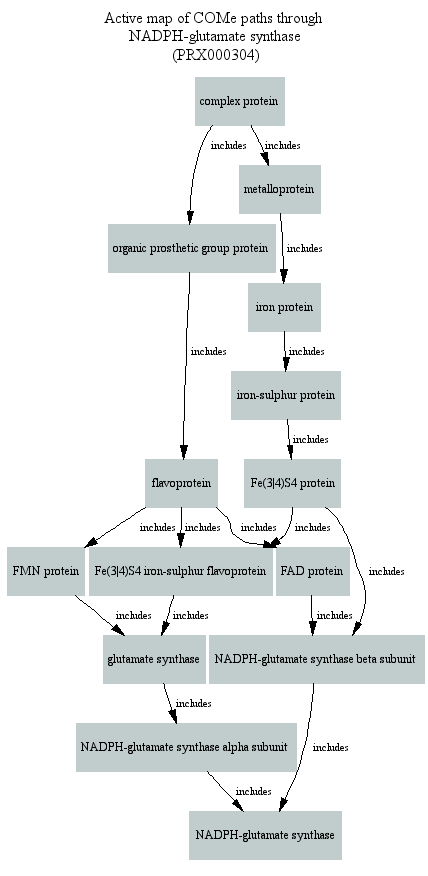 Active map of COMe paths through
NADPH-glutamate synthase
(PRX000304)
complex protein
includes
includes
metalloprotein
organic prosthetic group protein
includes
iron protein
includes
includes
iron-sulphur protein
includes
flavoprotein
Fe(3|4)S4 protein
includes
includes
includes
includes
FMN protein
Fe(3|4)S4 iron-sulphur flavoprotein
FAD protein
includes
includes
includes
includes
glutamate synthase
NADPH-glutamate synthase beta subunit
includes
NADPH-glutamate synthase alpha subunit
includes
includes
NADPH-glutamate synthase